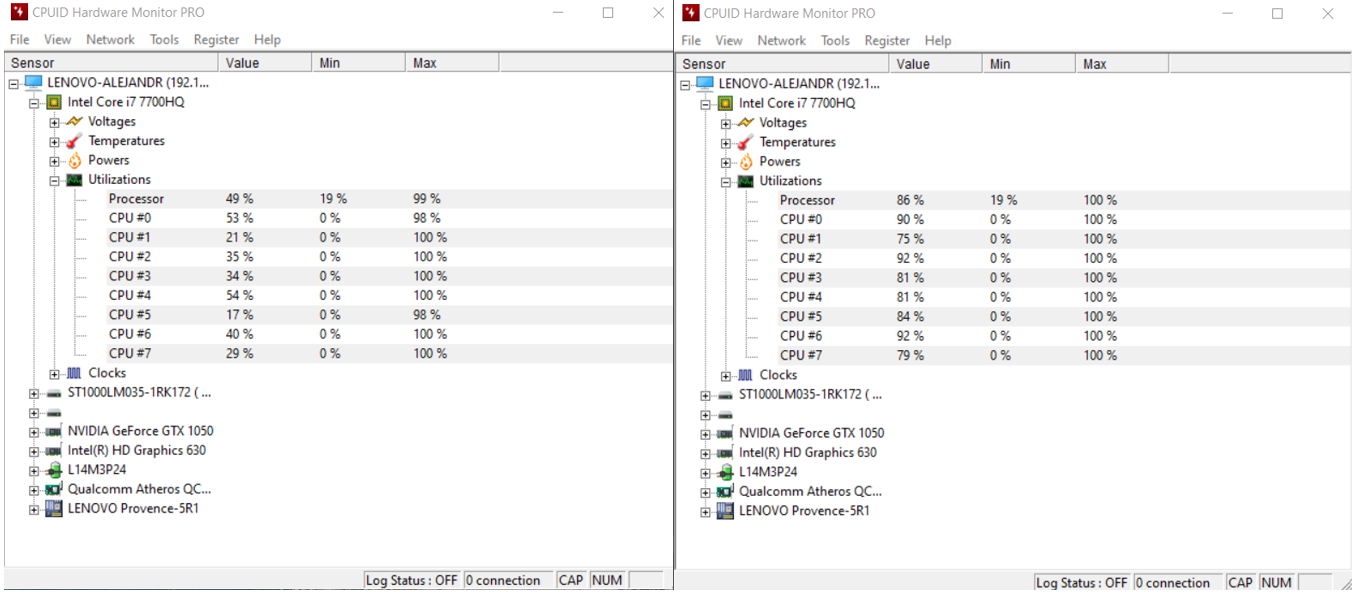 CPUID Hardware Monitor PRO
File View Network Tools Register Help
Sensor Value Min Max
LENOVO-ALEJANDR (192.1...
Intel Core i7 7700HQ
Voltages
Temperatures
Powers
Utilizations
Processor 49 % 19 % 99 %
CPU #0 53 % 0 % 98 %
CPU #1 21 % 0 % 100 %
CPU #2 35 % 0 % 100 %
CPU #3 34 % 0 % 100 %
CPU #4 54 % 0 % 100 %
CPU #5 17 % 0 % 98 %
CPU #6 40 % 0 % 100 %
CPU #7 29 % 0 % 100 %
Clocks
ST1000LM035-1RK172 ( ...
NVIDIA GeForce GTX 1050
Intel(R) HD Graphics 630
L14M3P24
Qualcomm Atheros QC...
LENOVO Provence-5R1
Log Status : OFF 0 connection CAP NUM
CPUID Hardware Monitor PRO
File View Network Tools Register Help
Sensor Value Min Max
LENOVO-ALEJANDR (192.1...
Intel Core i7 7700HQ
Voltages
Temperatures
Powers
Utilizations
Processor 86 % 19 % 100 %
CPU #0 90 % 0 % 100 %
CPU #1 75 % 0 % 100 %
CPU #2 92 % 0 % 100 %
CPU #3 81 % 0 % 100 %
CPU #4 81 % 0 % 100 %
CPU #5 84 % 0 % 100 %
CPU #6 92 % 0 % 100 %
CPU #7 79 % 0 % 100 %
Clocks
ST1000LM035-1RK172 ( ...
NVIDIA GeForce GTX 1050
Intel(R) HD Graphics 630
L14M3P24
Qualcomm Atheros QC...
LENOVO Provence-5R1
Log Status : OFF 0 connection CAP NUM